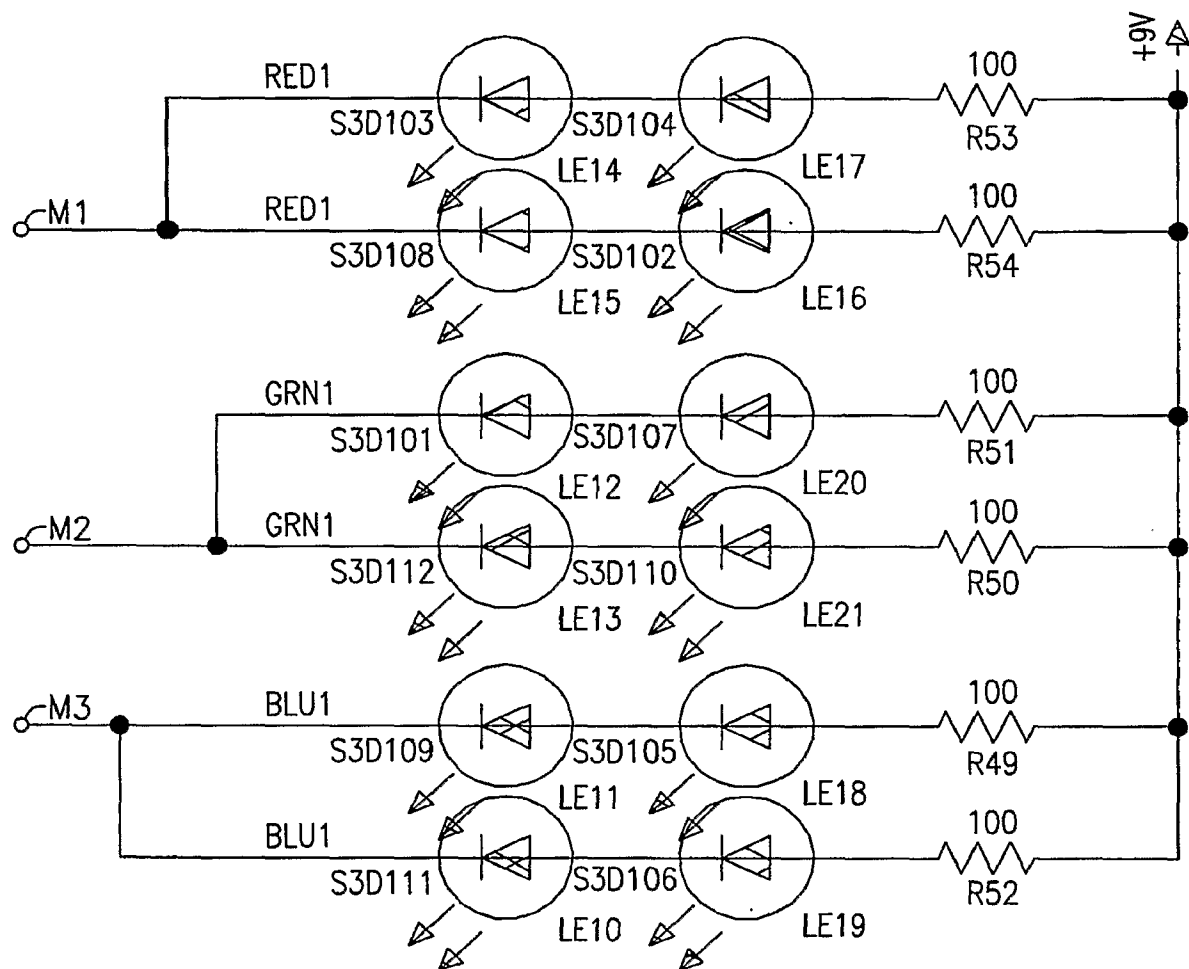 +9V
RED1
100
S3D103
S3D104
R53
LE14
LE17
M1
RED1
100
S3D108
S3D102
R54
LE15
LE16
GRN1
100
S3D101
S3D107
R51
LE12
LE20
M2
GRN1
100
S3D112
S3D110
R50
LE13
LE21
M3
BLU1
100
S3D109
S3D105
R49
LE11
LE18
BLU1
100
S3D111
S3D106
R52
LE10
LE19